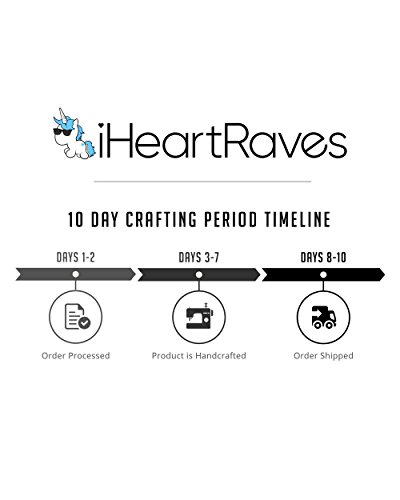 iHeartRaves
10 DAY CRAFTING PERIOD TIMELINE
DAYS 1-2 DAYS 3-7 DAYS 8-10
Order Processed Product is Handcrafted Order Shipped